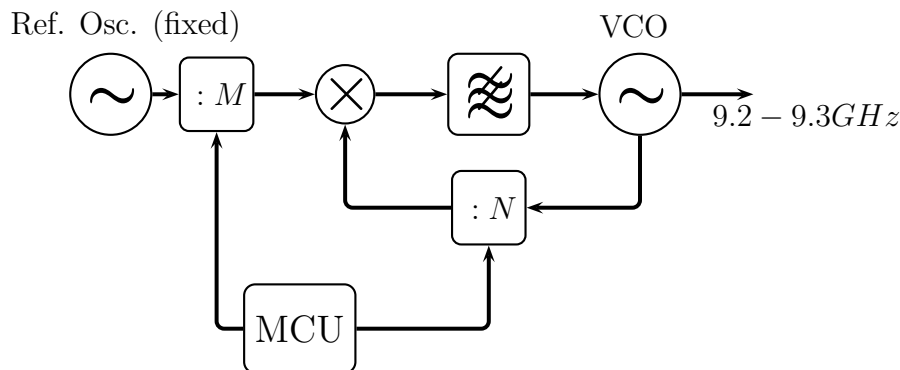 Ref. Osc. (fixed)
VCO
: M
9.2 − 9.3GHz
: N
MCU